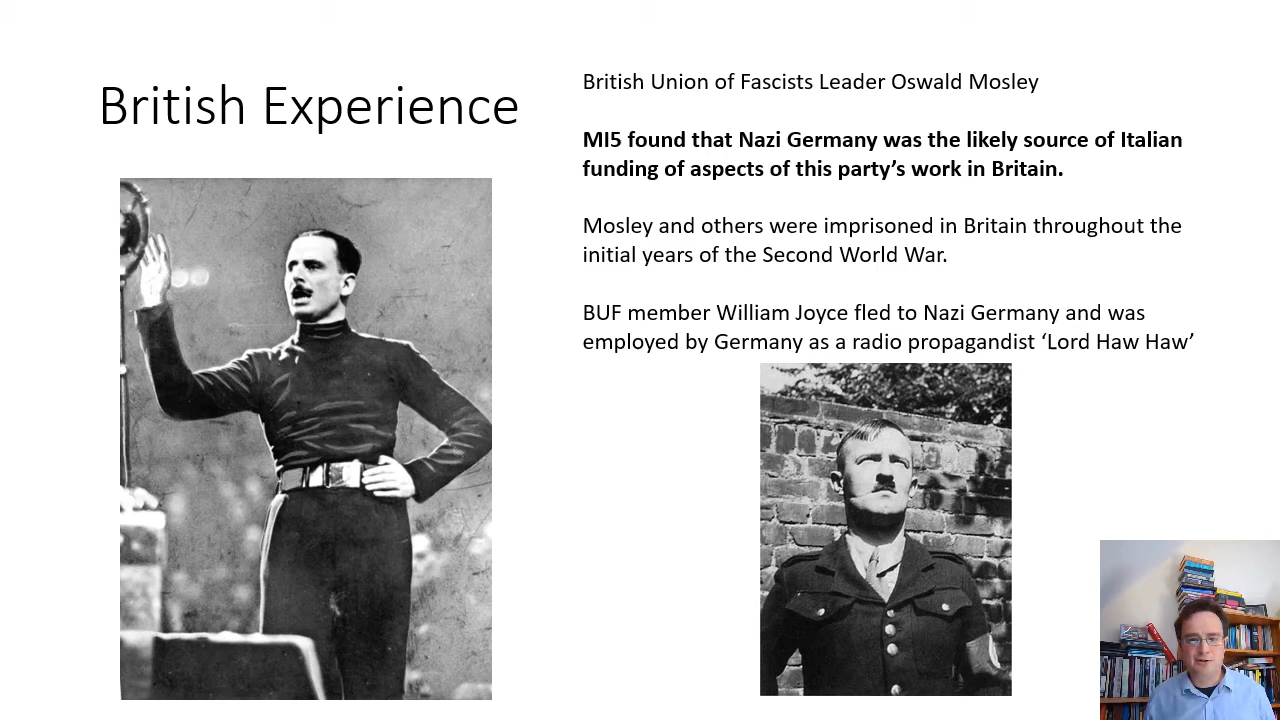 British Experience
British Union of Fascists Leader Oswald Mosley
MI5 found that Nazi Germany was the likely source of Italian
funding of aspects of this party’s work in Britain.
Mosley and others were imprisoned in Britain throughout the
initial years of the Second World War.
BUF member William Joyce fled to Nazi Germany and was
employed by Germany as a radio propagandist ‘Lord Haw Haw’